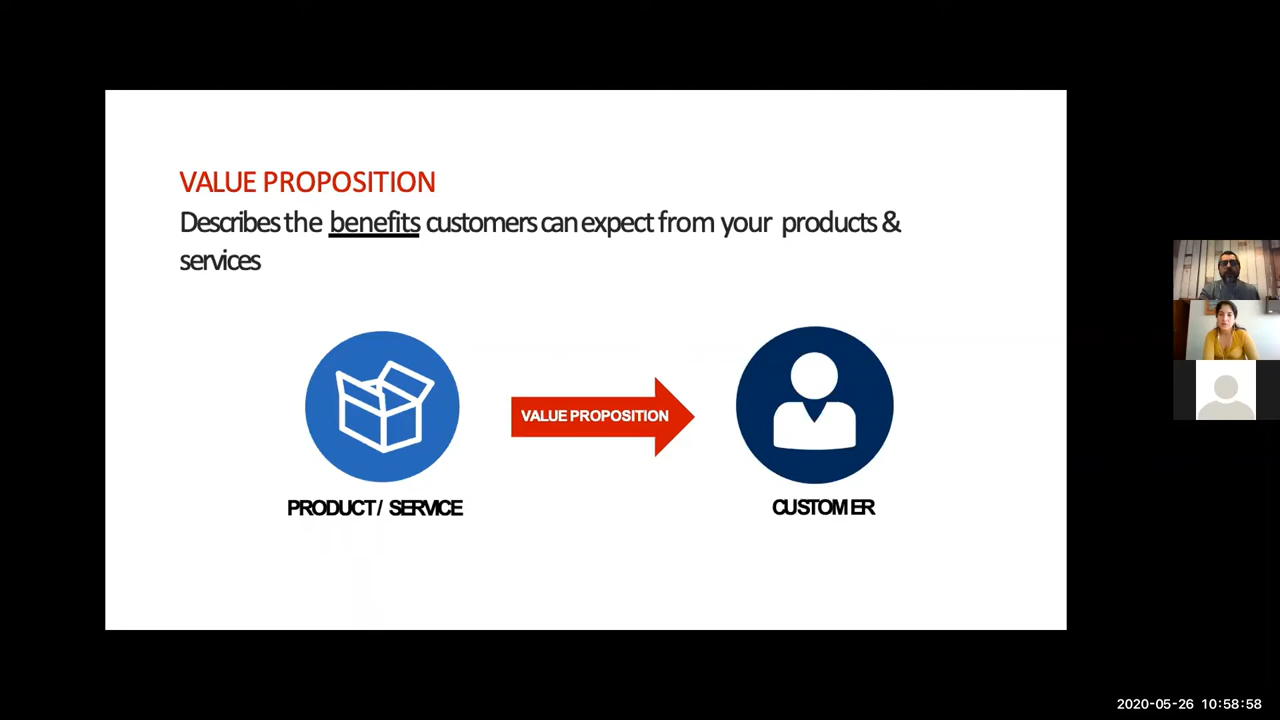 VALUE PROPOSITION
Describes the benefits customers can expect from your products &
services
VALUE PROPOSITION
PRODUCT / SERVICE
CUSTOMER
2020-05-26 10:58:58